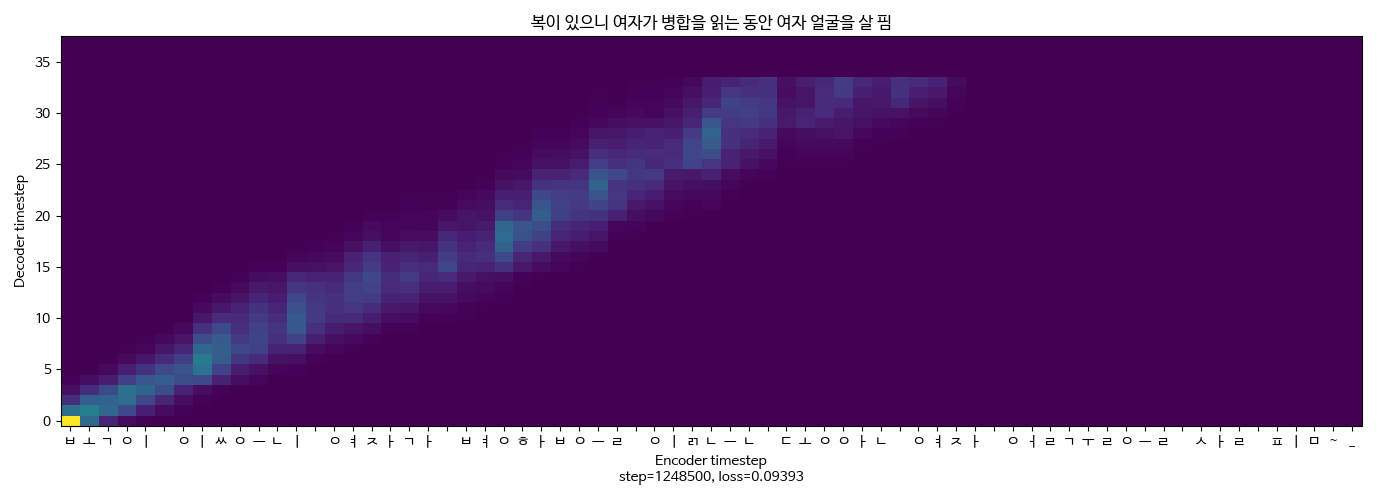 복이 있으니 여자가 병합을 읽는 동안 여자 얼굴을 살 핌
35
30
25
20
15
10
5
0
Decoder timestep
ㅂ ㅗ ㄱ ㅇ ㅣ ㅇ ㅣ ㅆ ㅇ ㅡ ㄴ ㅣ ㅇ ㅕ ㅈ ㅏ ㄱ ㅏ ㅂ ㅕ ㅇ ㅎ ㅏ ㅂ ㅇ ㅡ ㄹ ㅇ ㅣ ㄺ ㄴ ㅡ ㄴ ㄷ ㅗ ㅇ ㅇ ㅏ ㄴ ㅇ ㅕ ㅈ ㅏ ㅇ ㅓ ㄹ ㄱ ㅜ ㄹ ㅇ ㅡ ㄹ ㅅ ㅏ ㄹ ㅍ ㅣ ㅁ ~ _
Encoder timestep
step=1248500, loss=0.09393